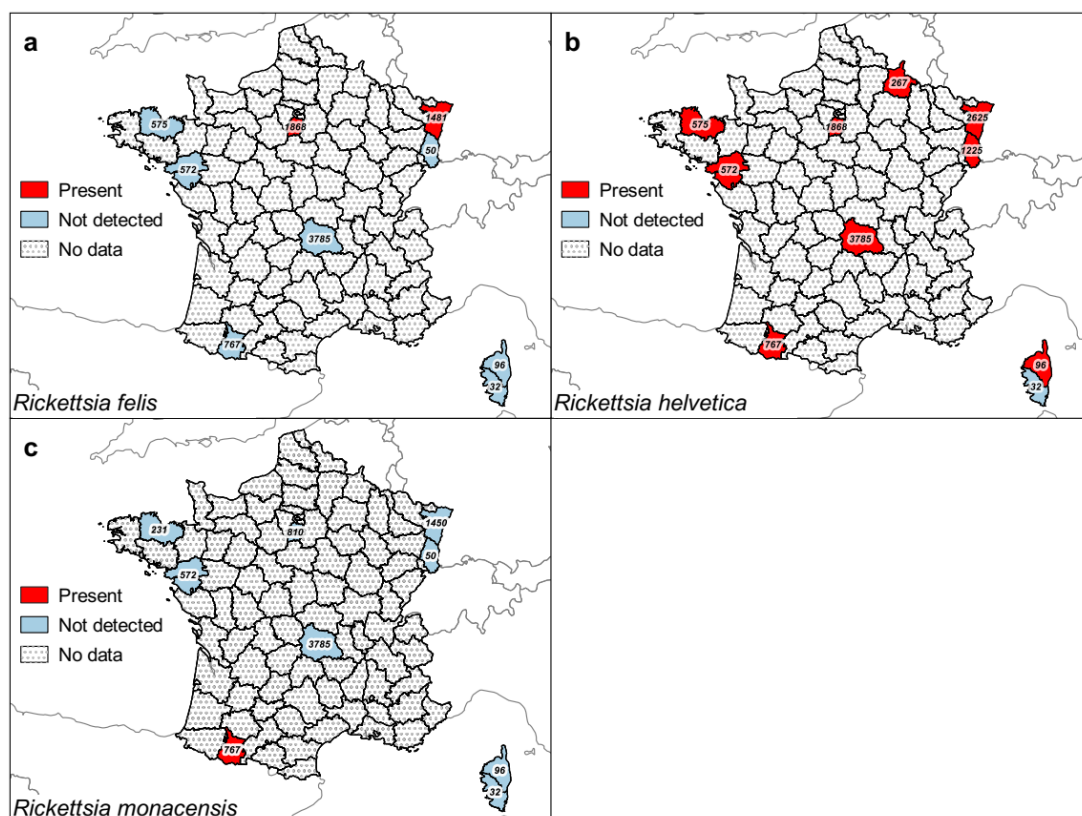 a
1481
575
1868
50
572
Present
Not detected
3785
No data
767
96
32
Rickettsia felis
b
267
2625
575
1868
1225
572
Present
Not detected
3785
No data
767
96
32
Rickettsia helvetica
c
1450
231
810
50
572
Present
Not detected
3785
No data
767
96
32
Rickettsia monacensis